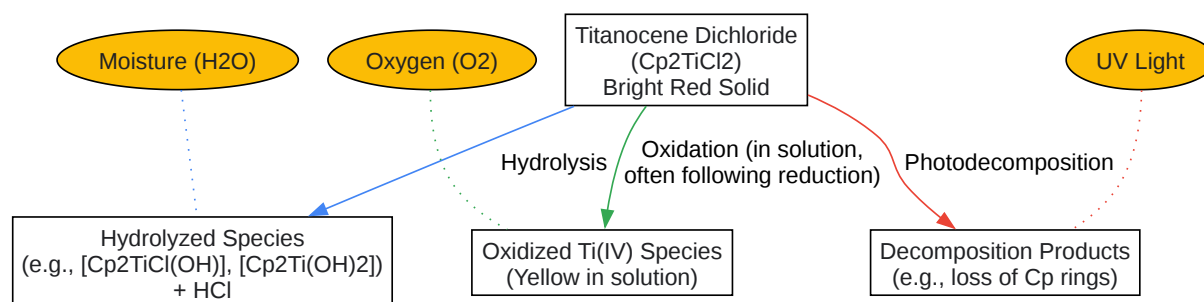 Titanocene Dichloride
(Cp2TiCl2)
Bright Red Solid
Moisture (H2O)
Oxygen (O2)
UV Light
Hydrolysis
Oxidation (in solution,
often following reduction)
Photodecomposition
Hydrolyzed Species
(e.g., [Cp2TiCl(OH)], [Cp2Ti(OH)2])
+ HCl
Oxidized Ti(IV) Species
(Yellow in solution)
Decomposition Products
(e.g., loss of Cp rings)